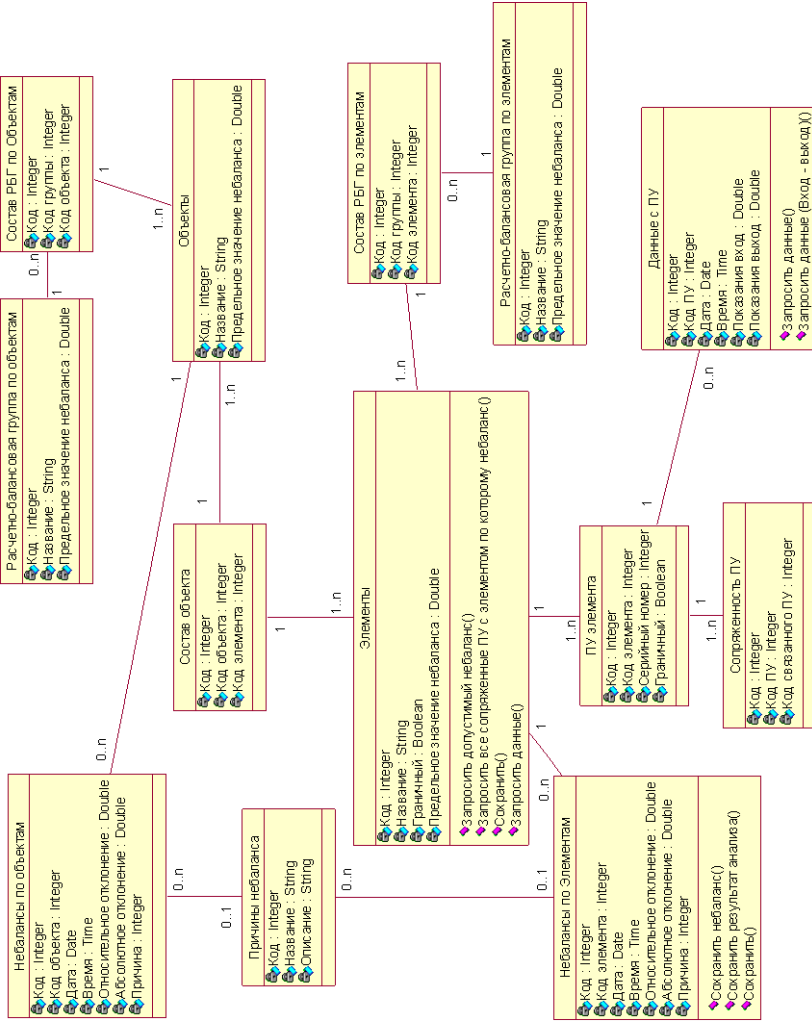 Небалансы по объектам
Код : Integer
Код объекта : Integer
Дата : Date
Время : Time
Относительное отклонение : Double
Абсолютное отклонение : Double
Причина : Integer
Расчетно-балансовая группа по объектам
Код : Integer
Название : String
Предельное значение небаланса : Double
Состав РБГ по Объектам
Код : Integer
Код группы : Integer
Код объекта : Integer
0..n
1
1
1..n
Объекты
Код : Integer
Название : String
Предельное значение небаланса : Double
1
0..n
1..n
1
Состав объекта
Код : Integer
Код объекта : Integer
Код элемента : Integer
1
1..n
0..n
0..1
Причины небаланса
Код : Integer
Название : String
Описание : String
0..n
0..1
Элементы
Код : Integer
Название : String
Граничный : Boolean
Предельное значение небаланса : Double
Запросить допустимый небаланс()
Запросить все сопряженные ПУ с элементом по которому небаланс()
Сохранить()
Запросить данные()
Состав РБГ по элементам
Код : Integer
Код группы : Integer
Код элемента : Integer
1..n
1
0..n
1
Расчетно-балансовая группа по элементам
Код : Integer
Название : String
Предельное значение небаланса : Double
1
0..n
Небалансы по Элементам
Код : Integer
Код элемента : Integer
Дата : Date
Время : Time
Относительное отклонение : Double
Абсолютное отклонение : Double
Причина : Integer
Сохранить небаланс()
Сохранить результат анализа()
Сохранить()
1
1..n
ПУ элемента
Код : Integer
Код элемента : Integer
Серийный номер : Integer
Граничный : Boolean
1
1..n
Сопряженность ПУ
Код : Integer
Код ПУ : Integer
Код связанного ПУ : Integer
1
0..n
Данные с ПУ
Код : Integer
Код ПУ : Integer
Дата : Date
Время : Time
Показания вход : Double
Показания выход : Double
Запросить данные()
Запросить данные (Вход - выход)()